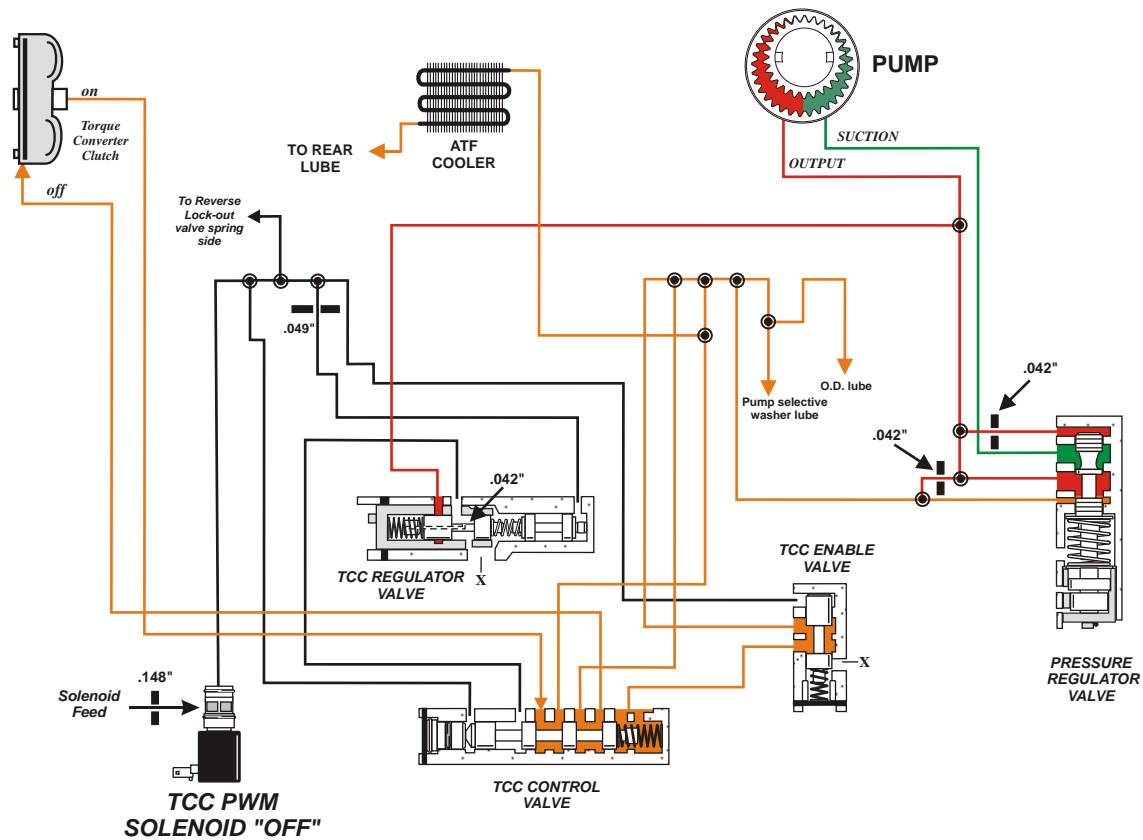 PUMP
on
Torque
Converter
Clutch
off
TO REAR
LUBE
ATF
COOLER
SUCTION
OUTPUT
To Reverse
Lock-out
valve spring
side
.049"
O.D. lube
Pump selective
washer lube
.042"
.042"
.042"
TCC REGULATOR
VALVE
X
TCC ENABLE
VALVE
X
PRESSURE
REGULATOR
VALVE
.148"
Solenoid
Feed
TCC CONTROL
VALVE
TCC PWM
SOLENOID "OFF"